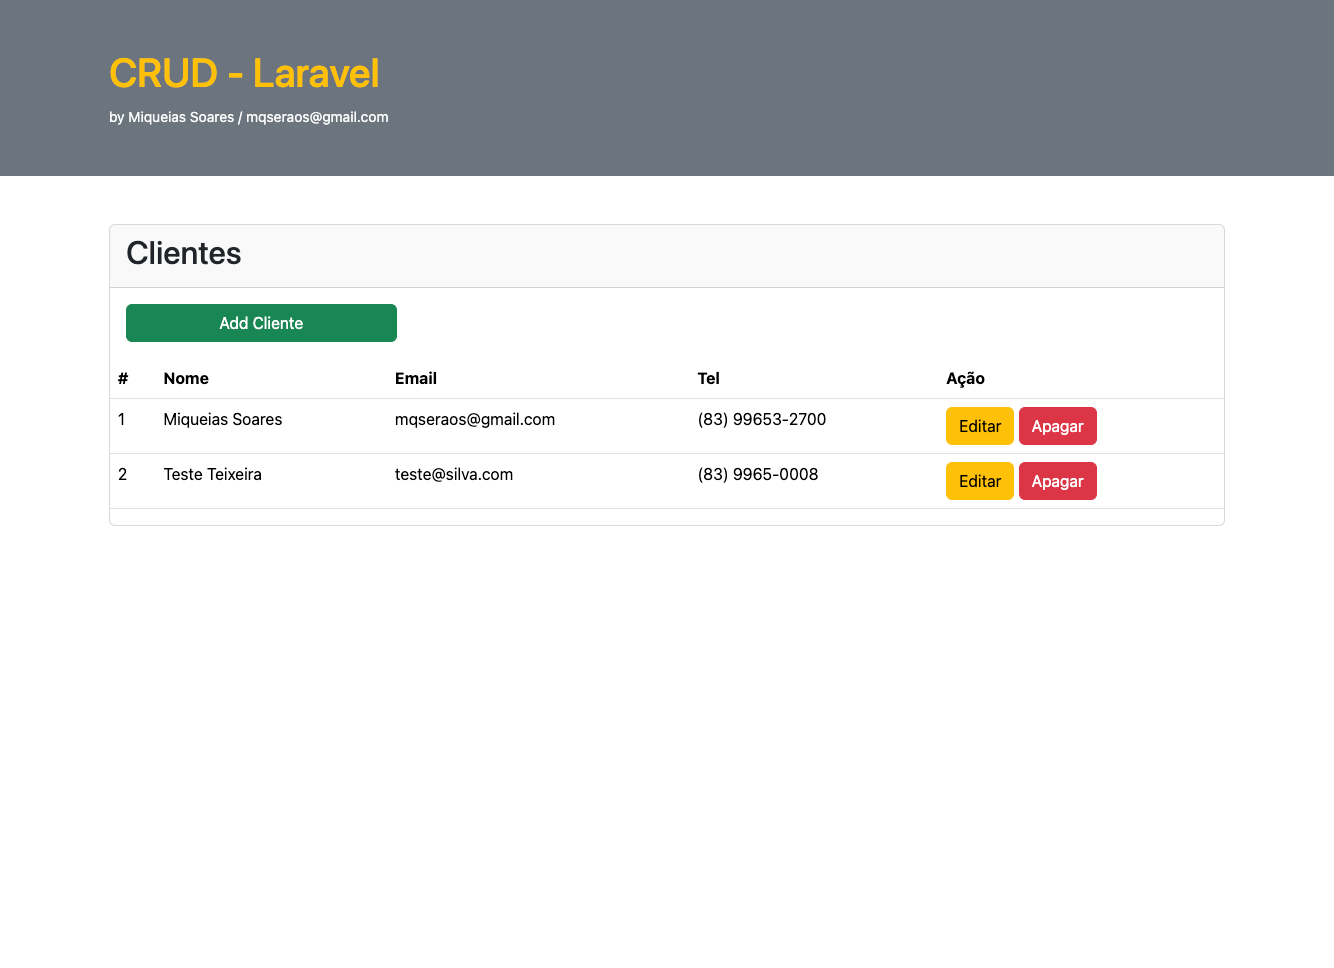 CRUD - Laravel
by Miqueias Soares / mqseraos@gmail.com
Clientes
Add Cliente
# Nome Email Tel Ação
1 Miqueias Soares mqseraos@gmail.com (83) 99653-2700 Editar Apagar
2 Teste Teixeira teste@silva.com (83) 9965-0008 Editar Apagar